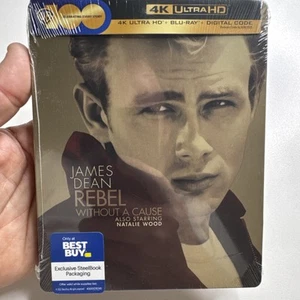 100
4K ULTRA HD
4K ULTRA HD + BLU-RAY + DIGITAL CODE
JAMES
DEAN
REBEL
WITHOUT A CAUSE
ALSO STARRING
NATALIE WOOD
Only at
BEST
BUY
Exclusive SteelBook
Packaging